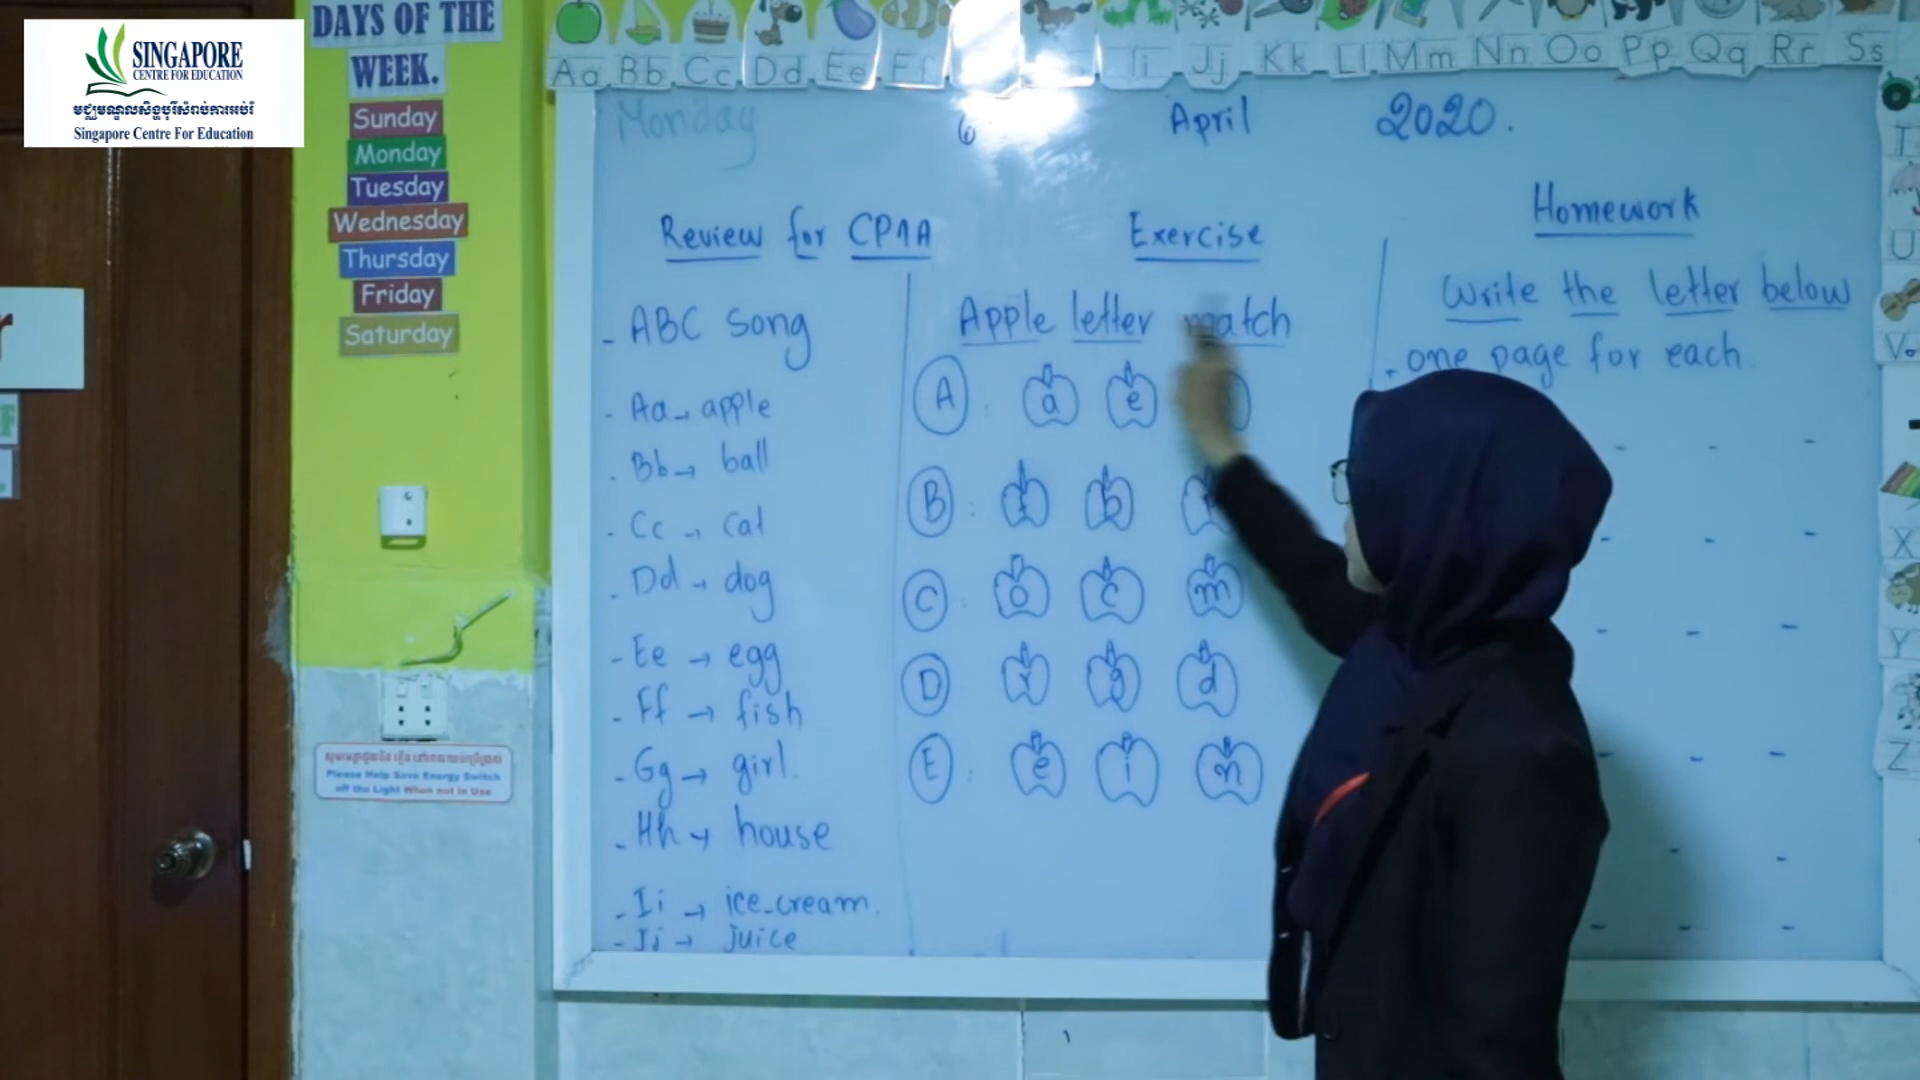 SINGAPORE
CENTRE FOR EDUCATION
មជ្ឈមណ្ឌលសិង្ហបុរីសំរាប់ការអប់រំ
Singapore Centre For Education
DAYS OF THE
WEEK.
Sunday
Monday
Tuesday
Wednesday
Thursday
Friday
Saturday
Please Help Save Energy Switch
off the Light When not in Use
Aa Bb Cc Dd Ee Ff Ii Jj Kk Ll Mm Nn Oo Pp Qq Rr Ss
Monday 6 April 2020.
Review for CP1A
- ABC song
- Aa → apple
- Bb → ball
- Cc → cat
- Dd → dog
- Ee → egg
- Ff → fish
- Gg → girl.
- Hh → house
- Ii → ice-cream.
- Jj → juice
Exercise
Apple letter match
A : a e
B : t b
C : o c m
D : r g d
E : e i n
Homework
Write the letter below
- one page for each.